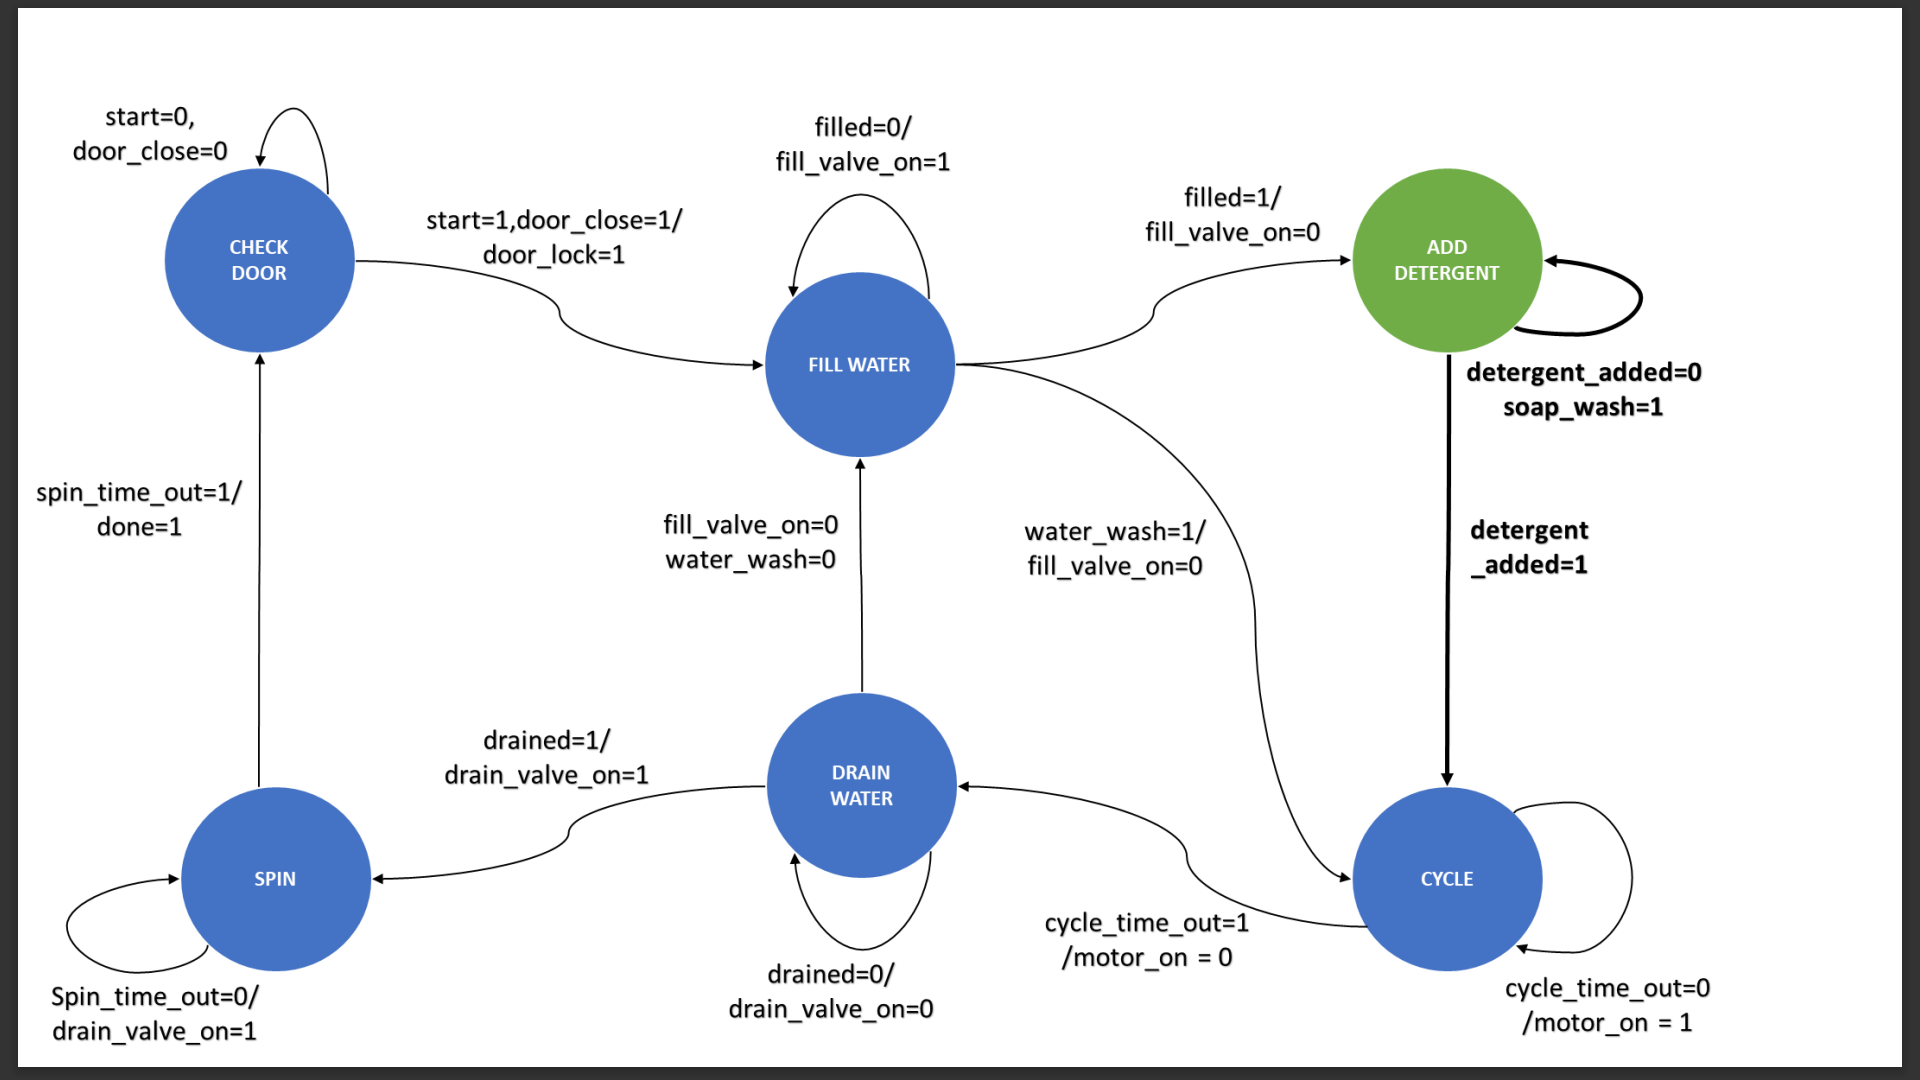 start=0,
door_close=0
CHECK
DOOR
start=1,door_close=1/
door_lock=1
filled=0/
fill_valve_on=1
FILL WATER
filled=1/
fill_valve_on=0
ADD
DETERGENT
detergent_added=0
soap_wash=1
detergent
_added=1
spin_time_out=1/
done=1
fill_valve_on=0
water_wash=0
water_wash=1/
fill_valve_on=0
drained=1/
drain_valve_on=1
DRAIN
WATER
SPIN
CYCLE
cycle_time_out=1
/motor_on = 0
drained=0/
drain_valve_on=0
Spin_time_out=0/
drain_valve_on=1
cycle_time_out=0
/motor_on = 1